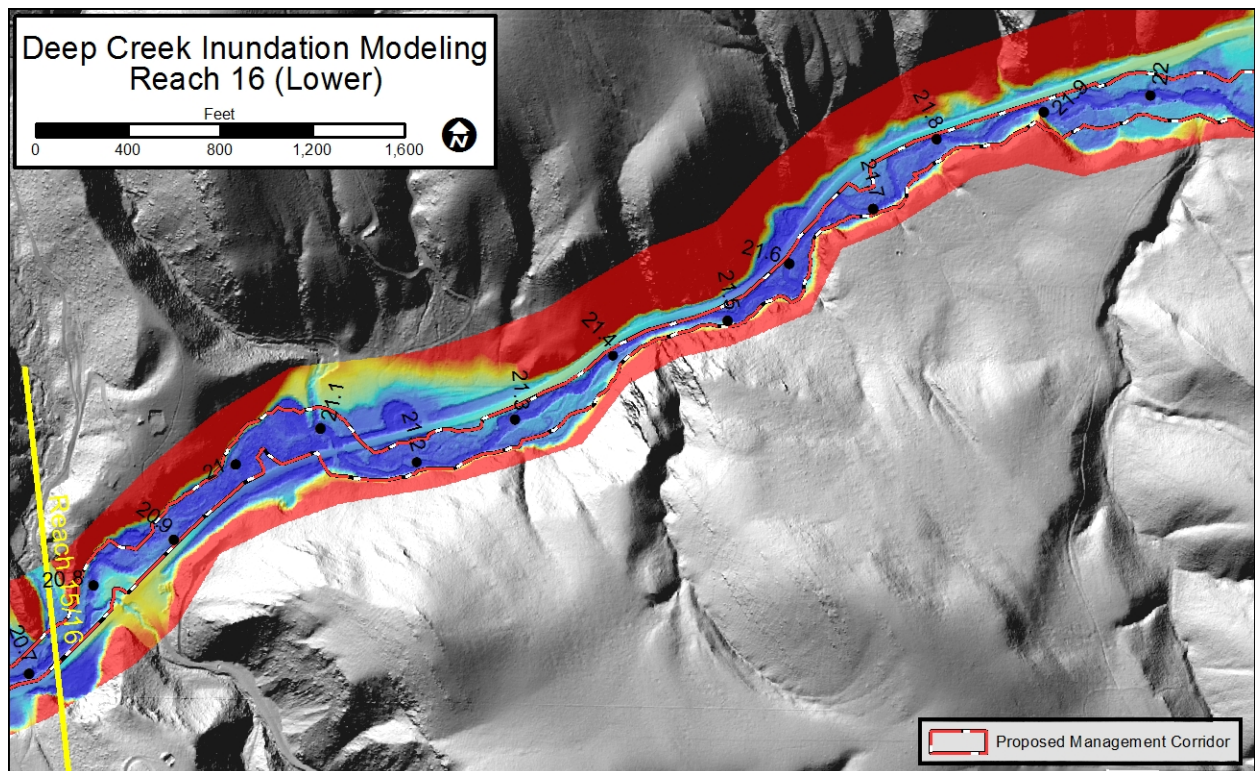 Deep Creek Inundation Modeling
Reach 16 (Lower)
Feet
0 400 800 1,200 1,600
N
22
21.9
21.8
21.7
21.6
21.5
21.4
21.3
21.2
21.1
21
20.9
20.8
20.7
Reach 15/16
Proposed Management Corridor